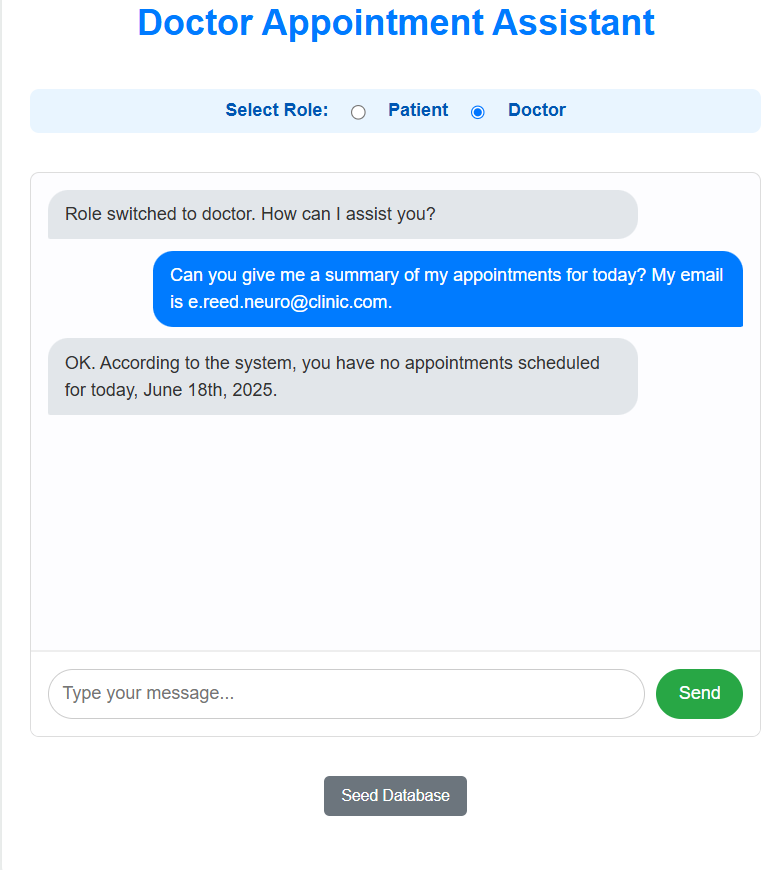 Doctor Appointment Assistant
Select Role: Patient Doctor
Role switched to doctor. How can I assist you?
Can you give me a summary of my appointments for today? My email
is e.reed.neuro@clinic.com.
OK. According to the system, you have no appointments scheduled
for today, June 18th, 2025.
Type your message...
Send
Seed Database